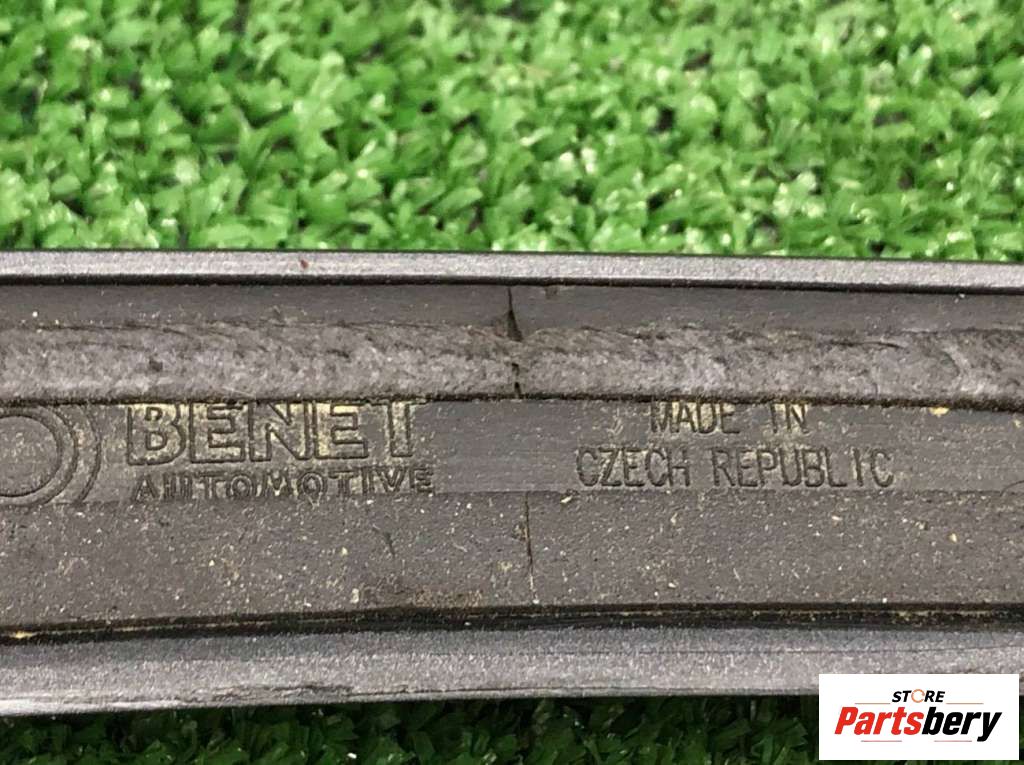 BENET
AUTOMOTIVE
MADE IN
CZECH REPUBLIC
STORE
Partsbery